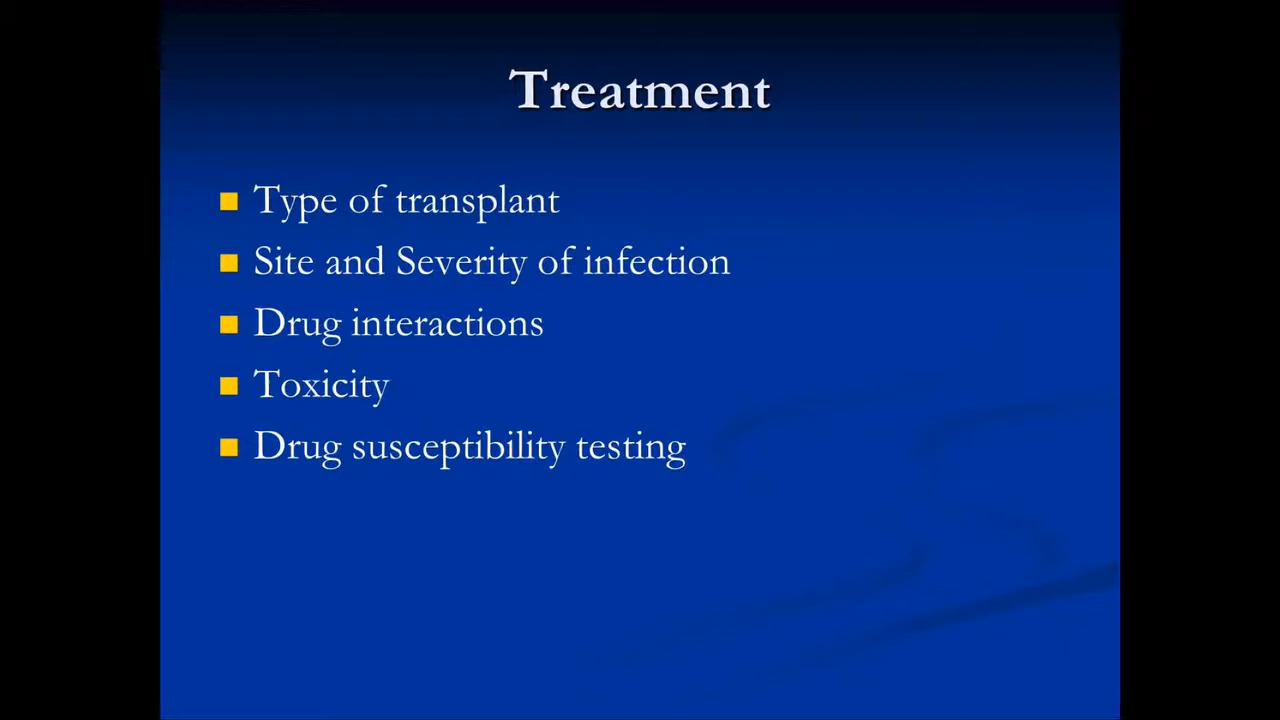 Treatment
Type of transplant
Site and Severity of infection
Drug interactions
Toxicity
Drug susceptibility testing